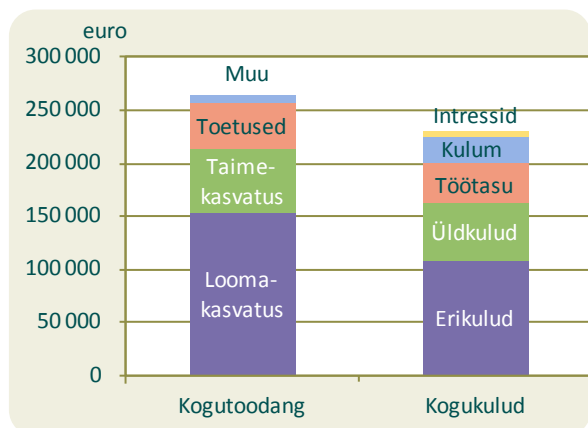 euro
300 000
250 000
200 000
150 000
100 000
50 000
0
Muu
Toetused
Taime-
kasvatus
Looma-
kasvatus
Intressid
Kulum
Töötasu
Üldkulud
Erikulud
Kogutoodang
Kogukulud